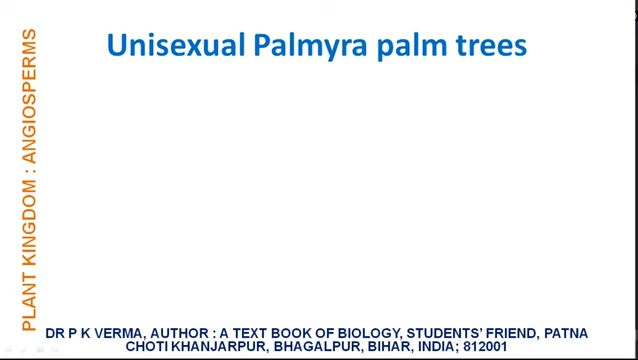 Unisexual Palmyra palm trees
PLANT KINGDOM : ANGIOSPERMS
DR P K VERMA, AUTHOR : A TEXT BOOK OF BIOLOGY, STUDENTS' FRIEND, PATNA
CHOTI KHANJARPUR, BHAGALPUR, BIHAR, INDIA; 812001